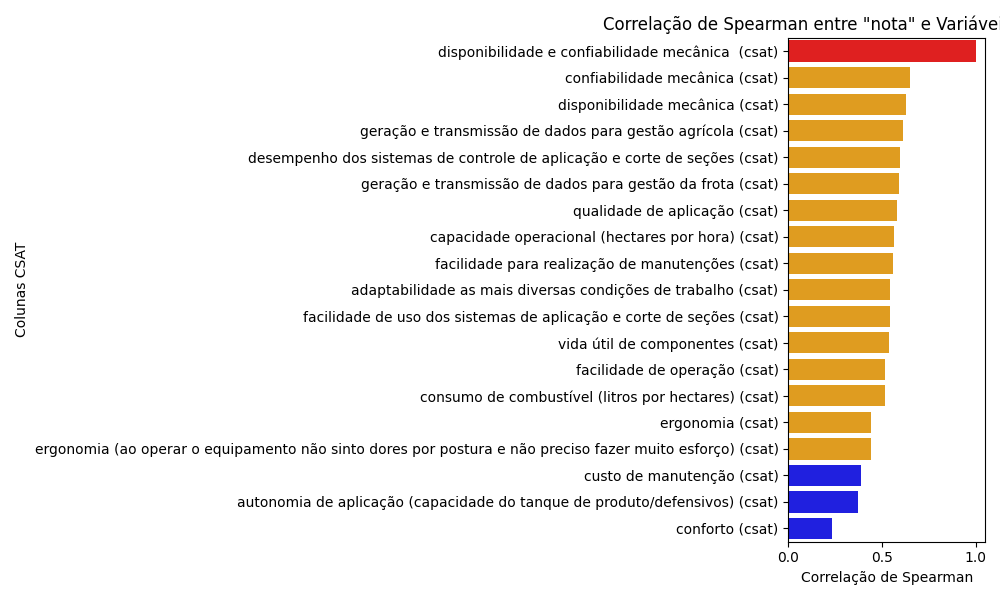 Correlação de Spearman entre "nota" e Variáve
disponibilidade e confiabilidade mecânica  (csat)
confiabilidade mecânica (csat)
disponibilidade mecânica (csat)
geração e transmissão de dados para gestão agrícola (csat)
desempenho dos sistemas de controle de aplicação e corte de seções (csat)
geração e transmissão de dados para gestão da frota (csat)
qualidade de aplicação (csat)
capacidade operacional (hectares por hora) (csat)
facilidade para realização de manutenções (csat)
adaptabilidade as mais diversas condições de trabalho (csat)
facilidade de uso dos sistemas de aplicação e corte de seções (csat)
vida útil de componentes (csat)
facilidade de operação (csat)
consumo de combustível (litros por hectares) (csat)
ergonomia (csat)
ergonomia (ao operar o equipamento não sinto dores por postura e não preciso fazer muito esforço) (csat)
custo de manutenção (csat)
autonomia de aplicação (capacidade do tanque de produto/defensivos) (csat)
conforto (csat)
Colunas CSAT
0.0 0.5 1.0
Correlação de Spearman